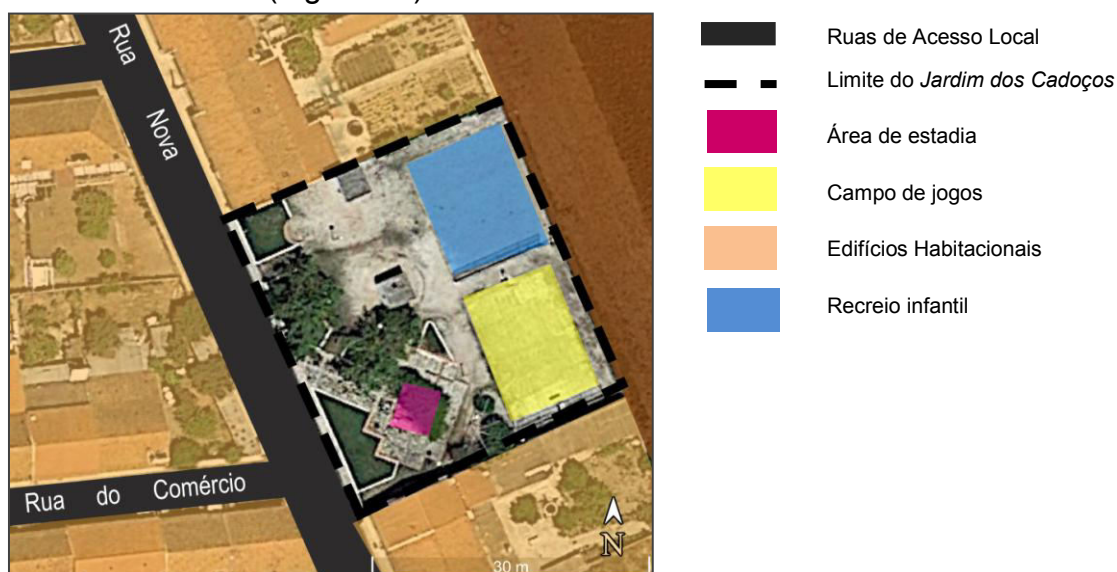 Rua
Nova
Rua do Comércio
N
30 m
Ruas de Acesso Local
Limite do Jardim dos Cadoços
Área de estadia
Campo de jogos
Edifícios Habitacionais
Recreio infantil